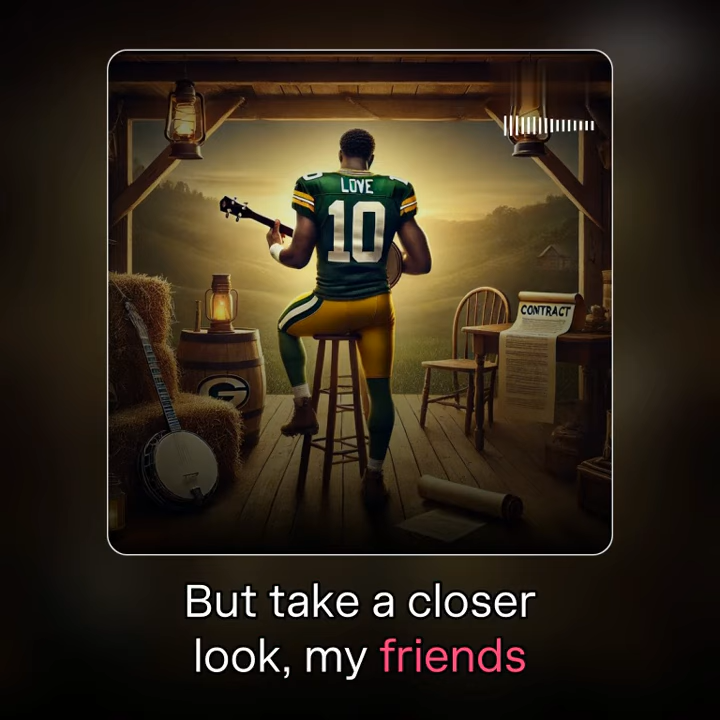 LOVE
10
CONTRACT
G
But take a closer
look, my friends